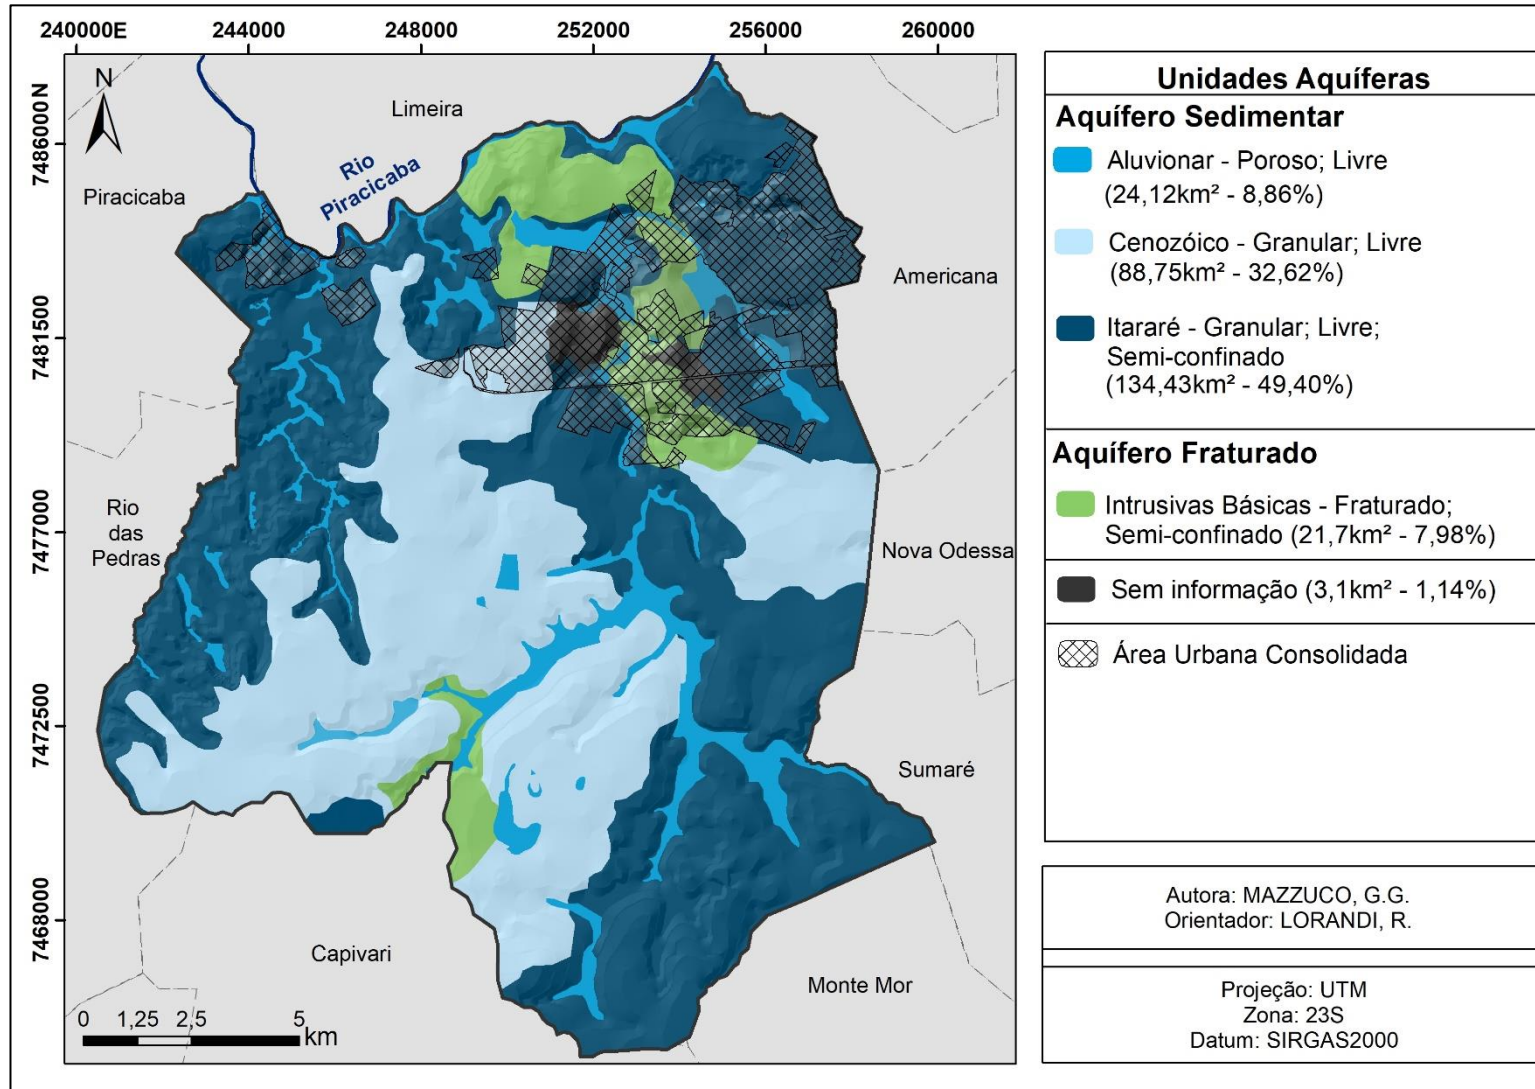 240000E 244000 248000 252000 256000 260000
7486000N
7481500
7477000
7472500
7468000
N
Limeira
Piracicaba
Rio
Piracicaba
Americana
Rio
das
Pedras
Nova Odessa
Sumaré
Capivari
Monte Mor
0 1,25 2,5 5
km
Unidades Aquíferas
Aquífero Sedimentar
Aluvionar - Poroso; Livre
(24,12km² - 8,86%)
Cenozóico - Granular; Livre
(88,75km² - 32,62%)
Itararé - Granular; Livre;
Semi-confinado
(134,43km² - 49,40%)
Aquífero Fraturado
Intrusivas Básicas - Fraturado;
Semi-confinado (21,7km² - 7,98%)
Sem informação (3,1km² - 1,14%)
Área Urbana Consolidada
Autora: MAZZUCO, G.G.
Orientador: LORANDI, R.
Projeção: UTM
Zona: 23S
Datum: SIRGAS2000